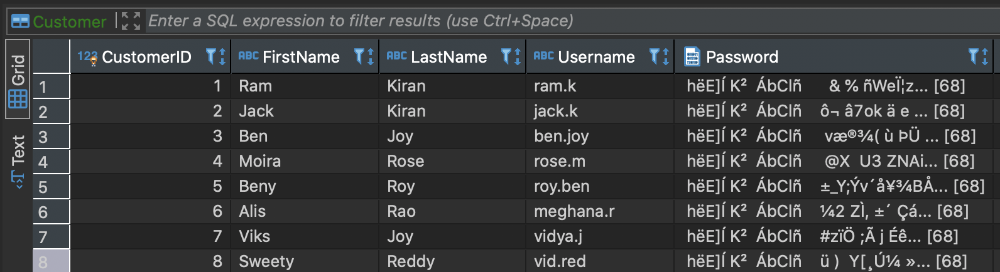 Customer Enter a SQL expression to filter results (use Ctrl+Space)
Grid
Text
123 CustomerID ABC FirstName ABC LastName ABC Username Password
1 1 Ram Kiran ram.k hëE]Í K² ÁbClñ & % ñWeÏ¦z... [68]
2 2 Jack Kiran jack.k hëE]Í K² ÁbClñ ô¬ â7ok ä e ... [68]
3 3 Ben Joy ben.joy hëE]Í K² ÁbClñ væ®¾( ù ÞÜ ... [68]
4 4 Moira Rose rose.m hëE]Í K² ÁbClñ @X U3 ZNAi... [68]
5 5 Beny Roy roy.ben hëE]Í K² ÁbClñ ±_Y;Ýv´å¥¾BÅ... [68]
6 6 Alis Rao meghana.r hëE]Í K² ÁbClñ ¼2 ZÌ, ±´ Çá... [68]
7 7 Viks Joy vidya.j hëE]Í K² ÁbClñ #zïÖ ;Ã j Éê... [68]
8 8 Sweety Reddy vid.red hëE]Í K² ÁbClñ ü ) Y[¸Ú¼ »... [68]